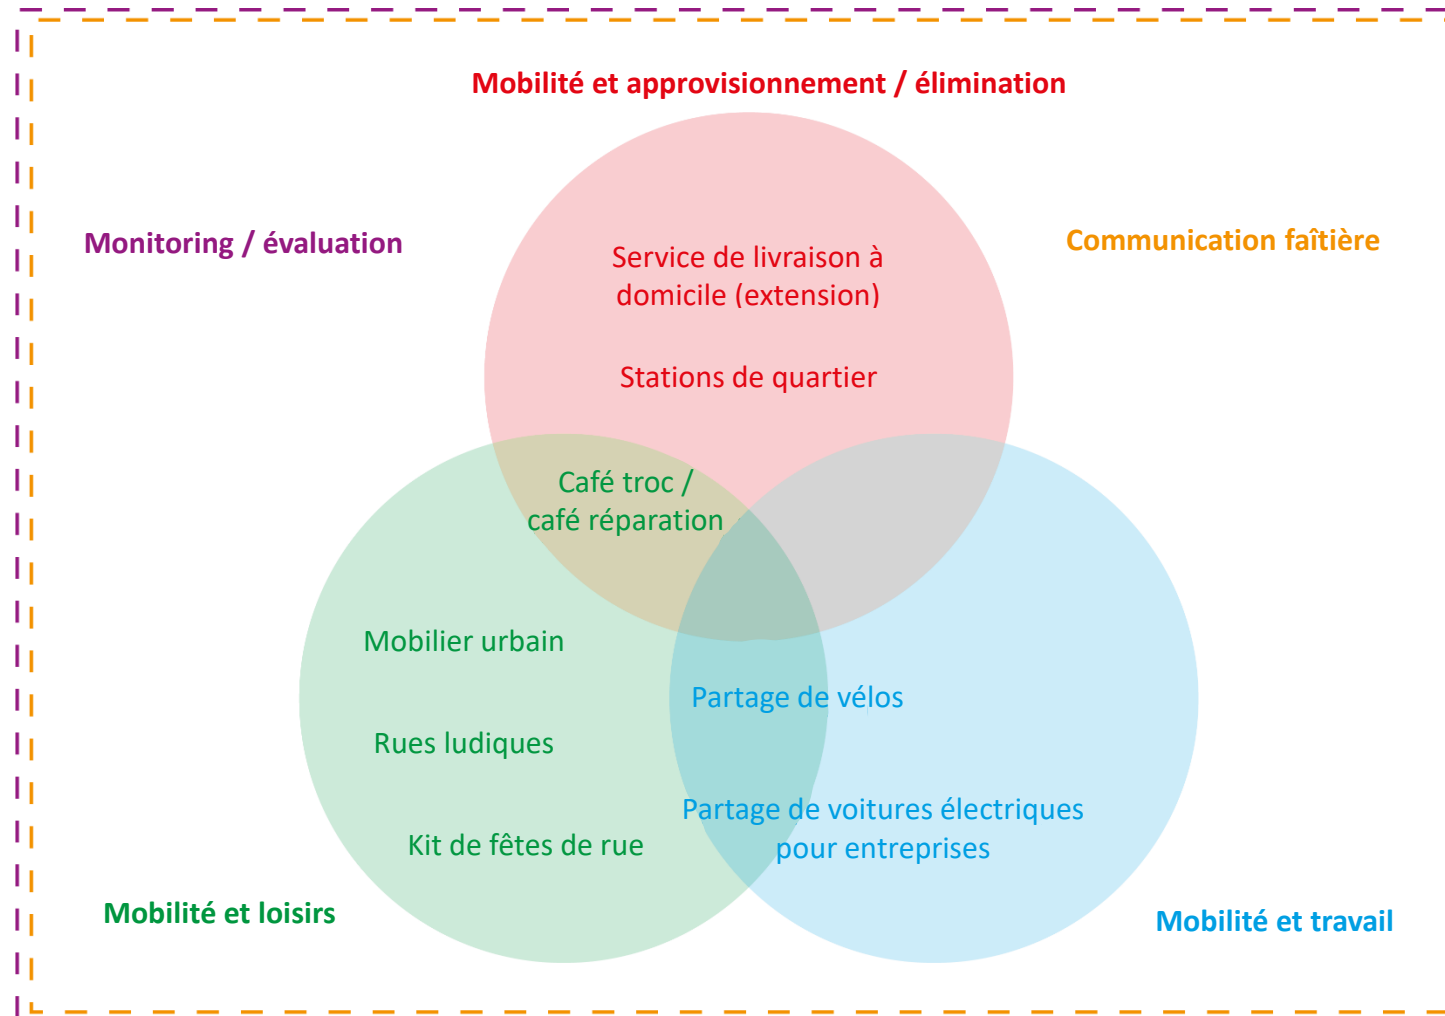 Mobilité et approvisionnement / élimination
Monitoring / évaluation
Communication faîtière
Service de livraison à
domicile (extension)
Stations de quartier
Café troc /
café réparation
Mobilier urbain
Partage de vélos
Rues ludiques
Partage de voitures électriques
pour entreprises
Kit de fêtes de rue
Mobilité et loisirs
Mobilité et travail